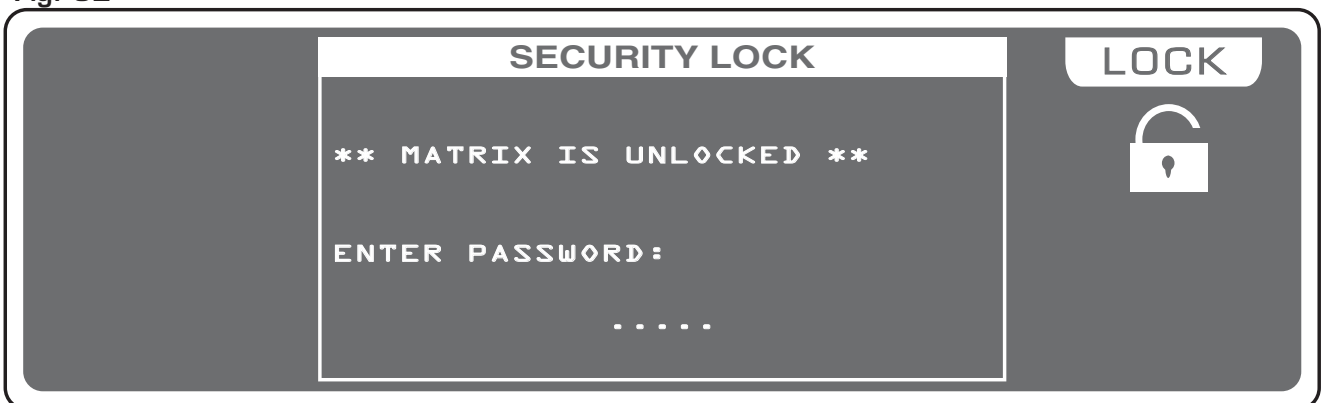 SECURITY LOCK
LOCK
** MATRIX IS UNLOCKED **
ENTER PASSWORD:
.....